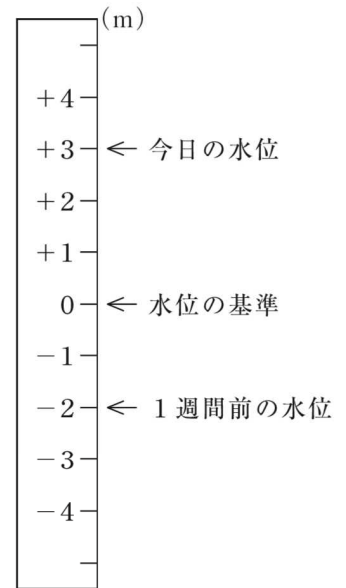 (m)
+4
+3 ← 今日の水位
+2
+1
0 ← 水位の基準
−1
−2 ← 1週間前の水位
−3
−4